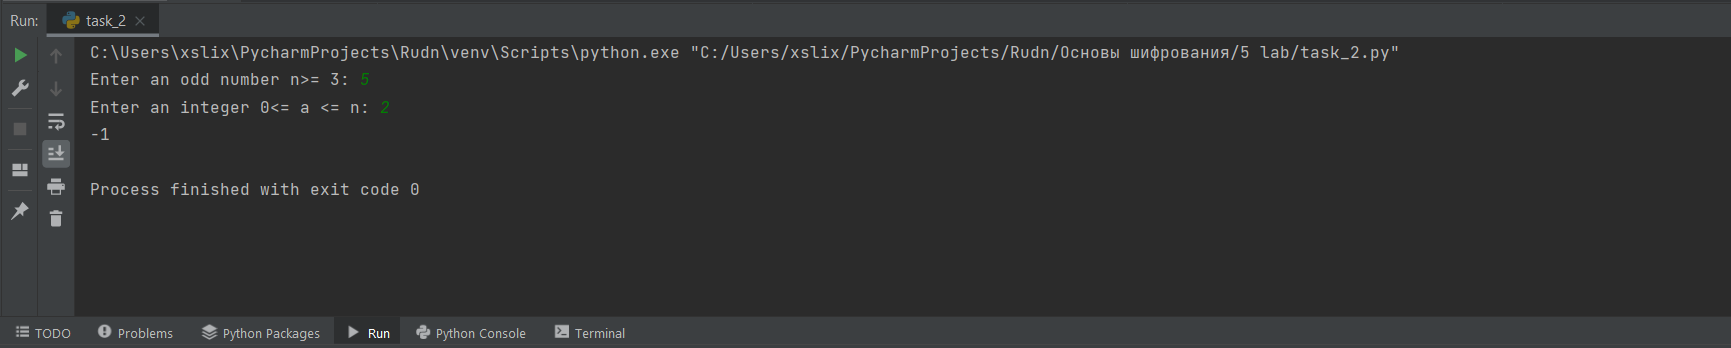 Run: task_2
C:\Users\xslix\PycharmProjects\Rudn\venv\Scripts\python.exe "C:/Users/xslix/PycharmProjects/Rudn/Основы шифрования/5 lab/task_2.py"
Enter an odd number n>= 3: 5
Enter an integer 0<= a <= n: 2
-1
Process finished with exit code 0
TODO Problems Python Packages Run Python Console Terminal